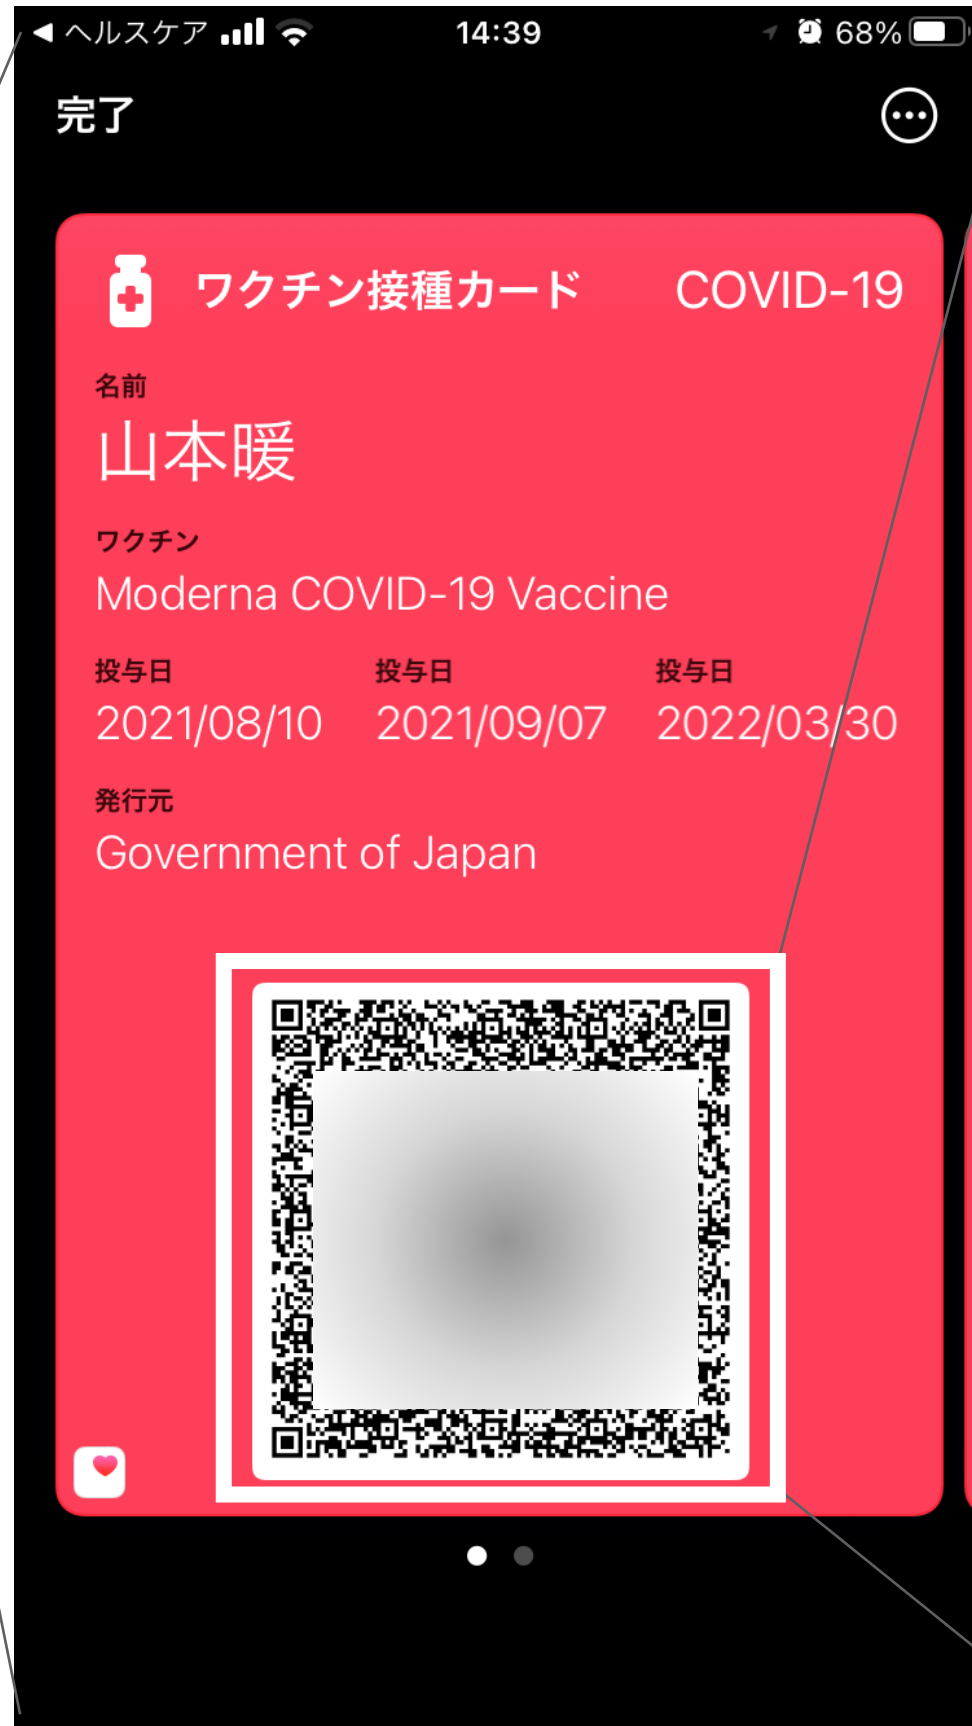 ヘルスケア 14:39 68%
完了
ワクチン接種カード COVID-19
名前
山本暖
ワクチン
Moderna COVID-19 Vaccine
投与日 投与日 投与日
2021/08/10 2021/09/07 2022/03/30
発行元
Government of Japan